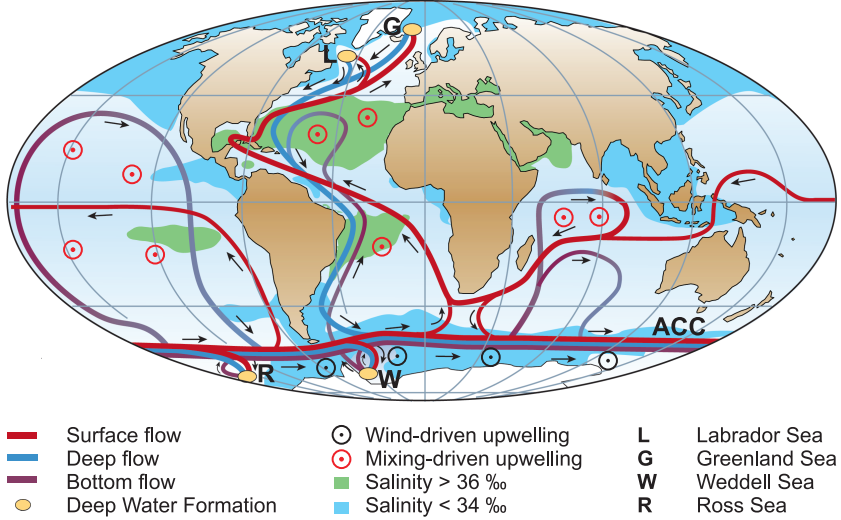 G
L
3
ACC
R
W
Surface flow
Deep flow
Bottom flow
Deep Water Formation
Wind-driven upwelling
Mixing-driven upwelling
Salinity > 36 ‰
Salinity < 34 ‰
L Labrador Sea
G Greenland Sea
W Weddell Sea
R Ross Sea